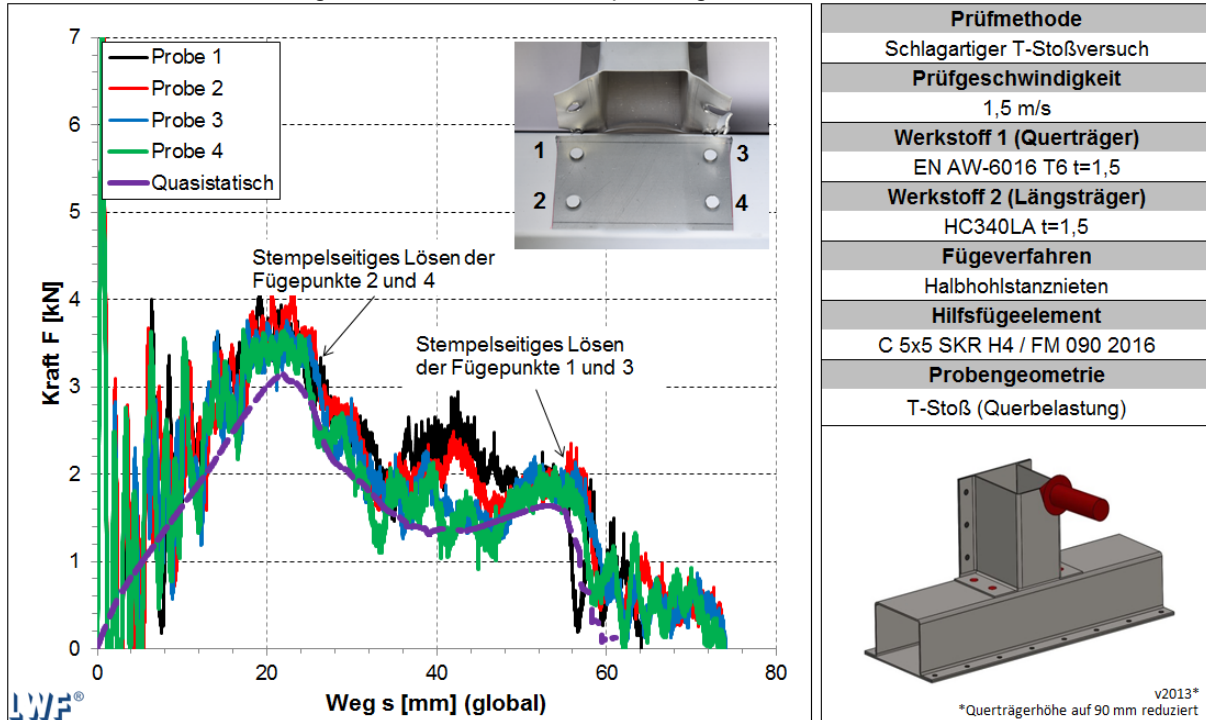 7
6
5
4
3
2
1
0
Kraft F [kN]
Probe 1
Probe 2
Probe 3
Probe 4
Quasistatisch
1
2
3
4
Stempelseitiges Lösen der
Fügepunkte 2 und 4
Stempelseitiges Lösen
der Fügepunkte 1 und 3
0
20
40
60
80
Weg s [mm] (global)
LWF®
Prüfmethode
Schlagartiger T-Stoßversuch
Prüfgeschwindigkeit
1,5 m/s
Werkstoff 1 (Querträger)
EN AW-6016 T6 t=1,5
Werkstoff 2 (Längsträger)
HC340LA t=1,5
Fügeverfahren
Halbhohlstanznieten
Hilfsfügeelement
C 5x5 SKR H4 / FM 090 2016
Probengeometrie
T-Stoß (Querbelastung)
v2013*
*Querträgerhöhe auf 90 mm reduziert